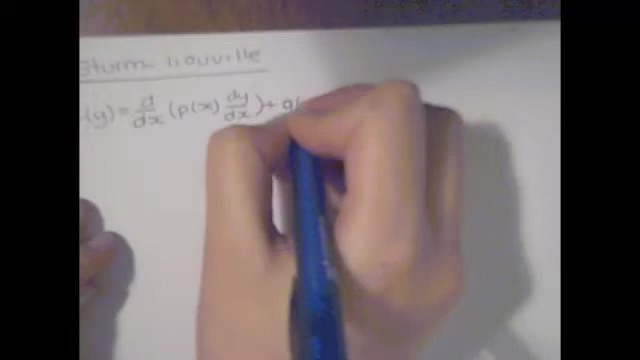 Sturm-Liouville
(y) = d/dx (p(x) dy/dx) + q(